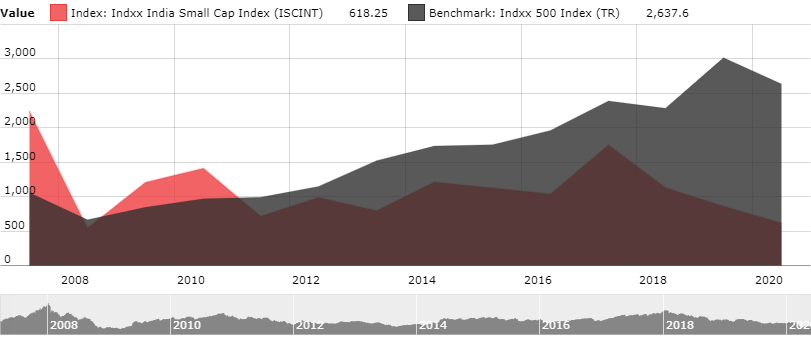 Value Index: Indxx India Small Cap Index (ISCINT) 618.25 Benchmark: Indxx 500 Index (TR) 2,637.6
3,000
2,500
2,000
1,500
1,000
500
0
2008 2010 2012 2014 2016 2018 2020
2008 2010 2012 2014 2016 2018